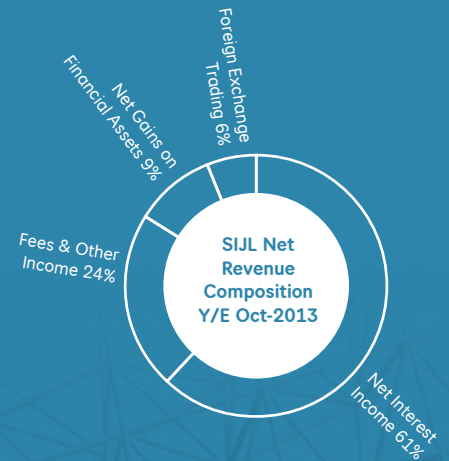 Foreign Exchange
Trading 6%
Net Gains on
Financial Assets 9%
Fees & Other
Income 24%
SIJL Net
Revenue
Composition
Y/E Oct-2013
Net Interest
Income 61%